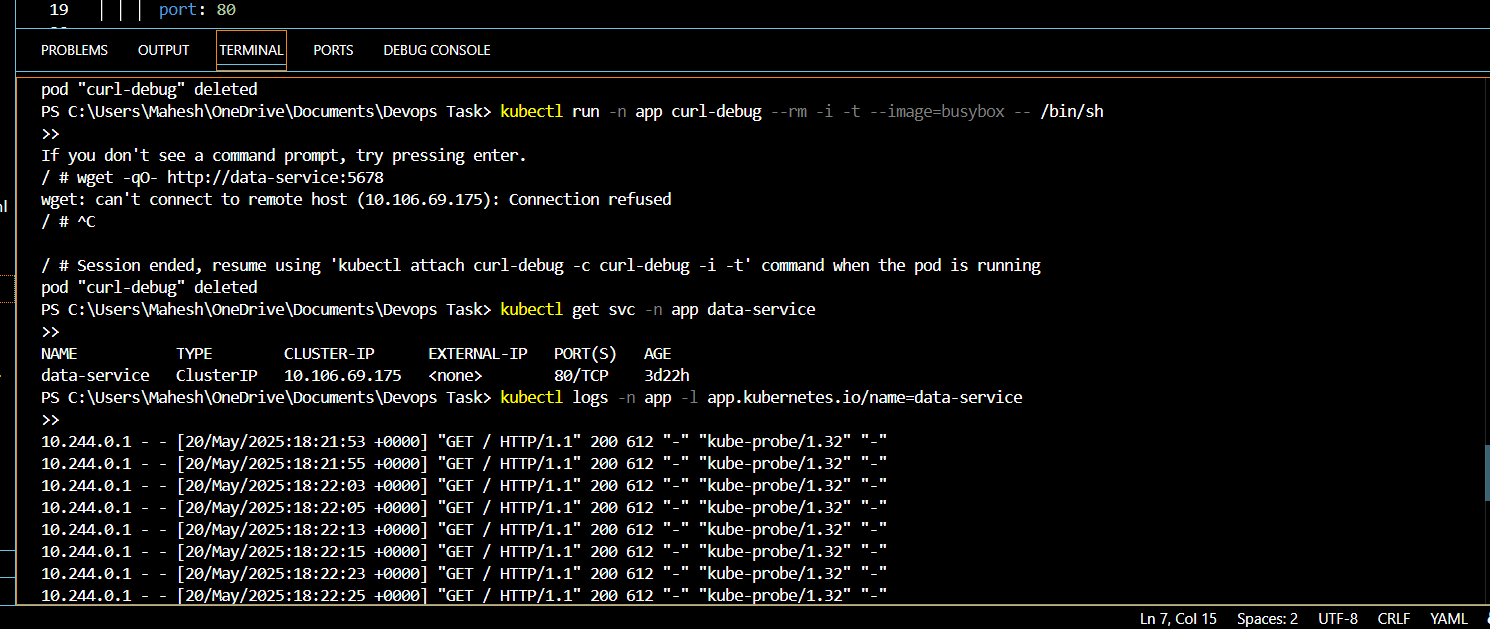 19 port: 80
PROBLEMS OUTPUT TERMINAL PORTS DEBUG CONSOLE
pod "curl-debug" deleted
PS C:\Users\Mahesh\OneDrive\Documents\Devops Task> kubectl run -n app curl-debug --rm -i -t --image=busybox -- /bin/sh
>>
If you don't see a command prompt, try pressing enter.
/ # wget -qO- http://data-service:5678
wget: can't connect to remote host (10.106.69.175): Connection refused
/ # ^C
/ # Session ended, resume using 'kubectl attach curl-debug -c curl-debug -i -t' command when the pod is running
pod "curl-debug" deleted
PS C:\Users\Mahesh\OneDrive\Documents\Devops Task> kubectl get svc -n app data-service
>>
NAME TYPE CLUSTER-IP EXTERNAL-IP PORT(S) AGE
data-service ClusterIP 10.106.69.175 <none> 80/TCP 3d22h
PS C:\Users\Mahesh\OneDrive\Documents\Devops Task> kubectl logs -n app -l app.kubernetes.io/name=data-service
>>
10.244.0.1 - - [20/May/2025:18:21:53 +0000] "GET / HTTP/1.1" 200 612 "-" "kube-probe/1.32" "-"
10.244.0.1 - - [20/May/2025:18:21:55 +0000] "GET / HTTP/1.1" 200 612 "-" "kube-probe/1.32" "-"
10.244.0.1 - - [20/May/2025:18:22:03 +0000] "GET / HTTP/1.1" 200 612 "-" "kube-probe/1.32" "-"
10.244.0.1 - - [20/May/2025:18:22:05 +0000] "GET / HTTP/1.1" 200 612 "-" "kube-probe/1.32" "-"
10.244.0.1 - - [20/May/2025:18:22:13 +0000] "GET / HTTP/1.1" 200 612 "-" "kube-probe/1.32" "-"
10.244.0.1 - - [20/May/2025:18:22:15 +0000] "GET / HTTP/1.1" 200 612 "-" "kube-probe/1.32" "-"
10.244.0.1 - - [20/May/2025:18:22:23 +0000] "GET / HTTP/1.1" 200 612 "-" "kube-probe/1.32" "-"
10.244.0.1 - - [20/May/2025:18:22:25 +0000] "GET / HTTP/1.1" 200 612 "-" "kube-probe/1.32" "-"
Ln 7, Col 15 Spaces: 2 UTF-8 CRLF YAML